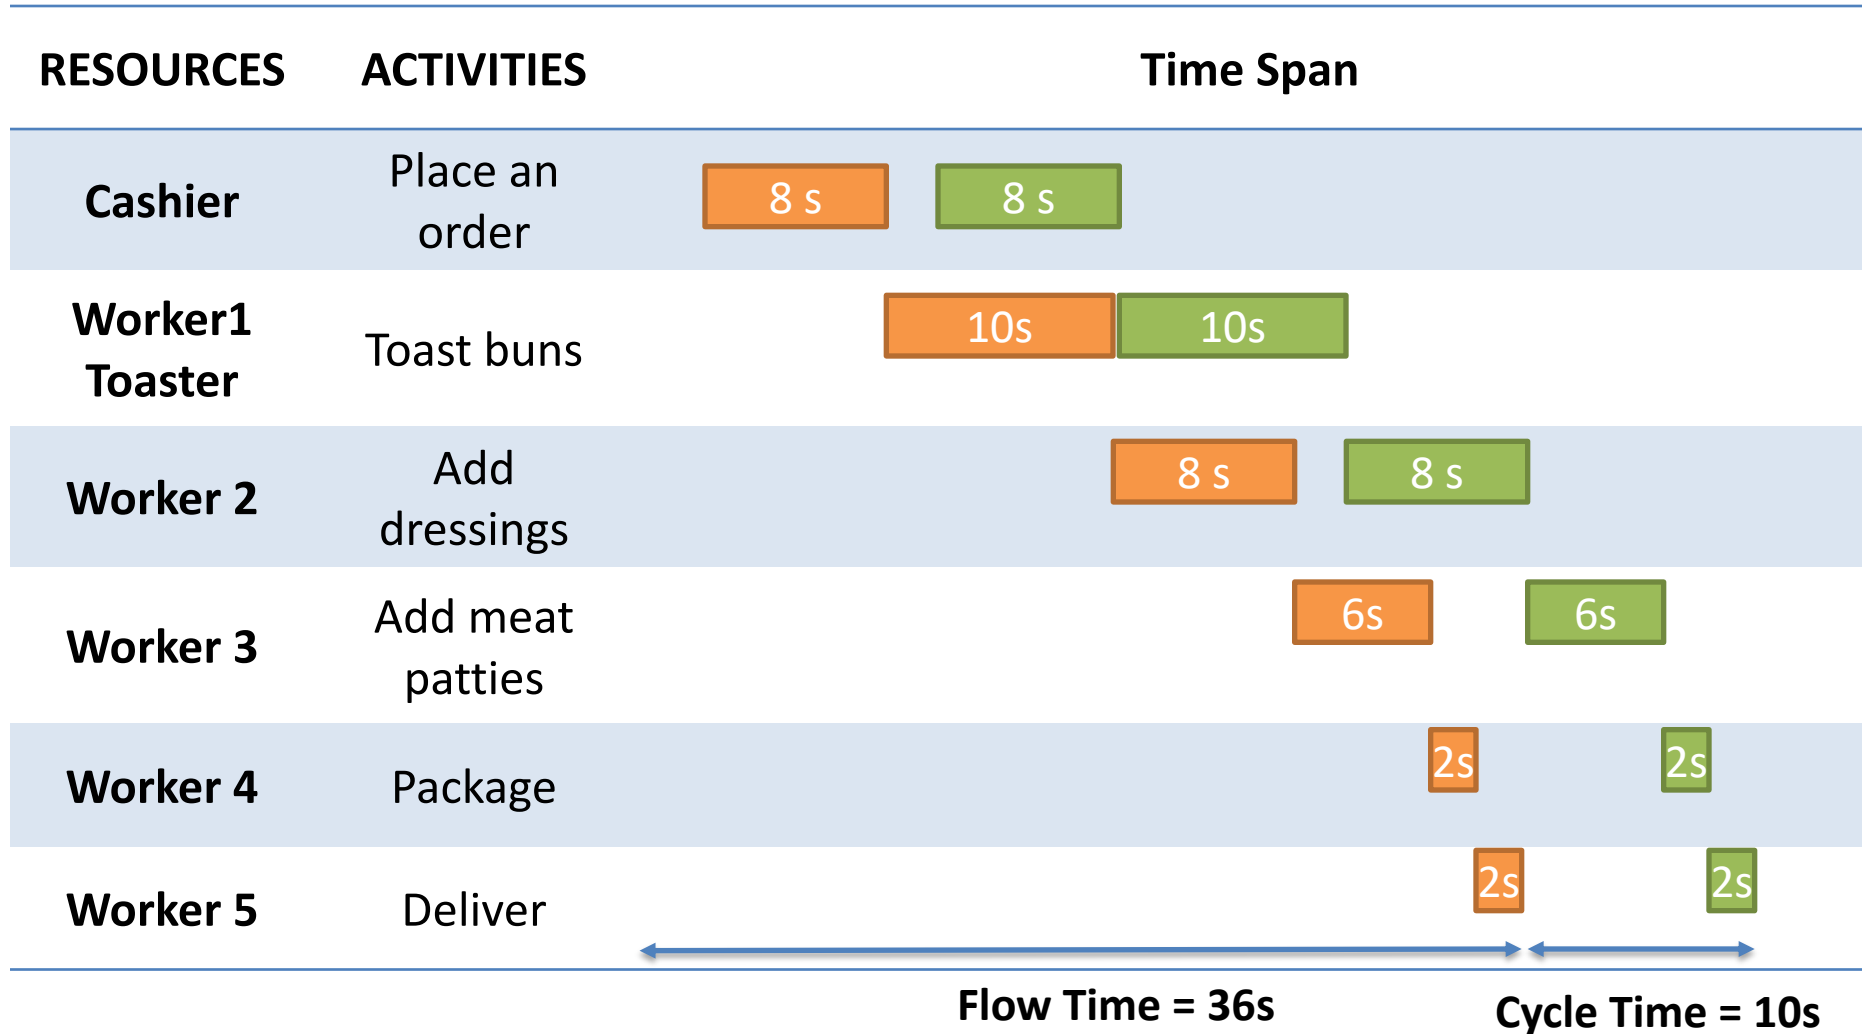 RESOURCES ACTIVITIES Time Span
Cashier
Place an
order
8 s 8 s
Worker1
Toaster
Toast buns
10s 10s
Worker 2
Add
dressings
8 s 8 s
Worker 3
Add meat
patties
6s 6s
Worker 4
Package
2s 2s
Worker 5
Deliver
2s 2s
Flow Time = 36s
Cycle Time = 10s